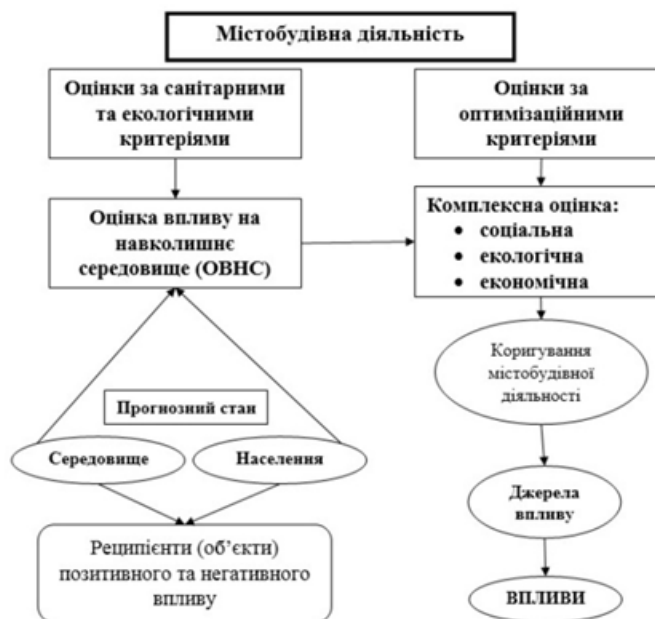 Містобудівна діяльність
Оцінки за санітарними
та екологічними
критеріями
Оцінки за
оптимізаційними
критеріями
Оцінка впливу на
навколишнє
середовище (ОВНС)
Комплексна оцінка:
• соціальна
• екологічна
• економічна
Коригування
містобудівної
діяльності
Прогнозний стан
Середовище
Населення
Джерела
впливу
Реципієнти (об’єкти)
позитивного та негативного
впливу
ВПЛИВИ